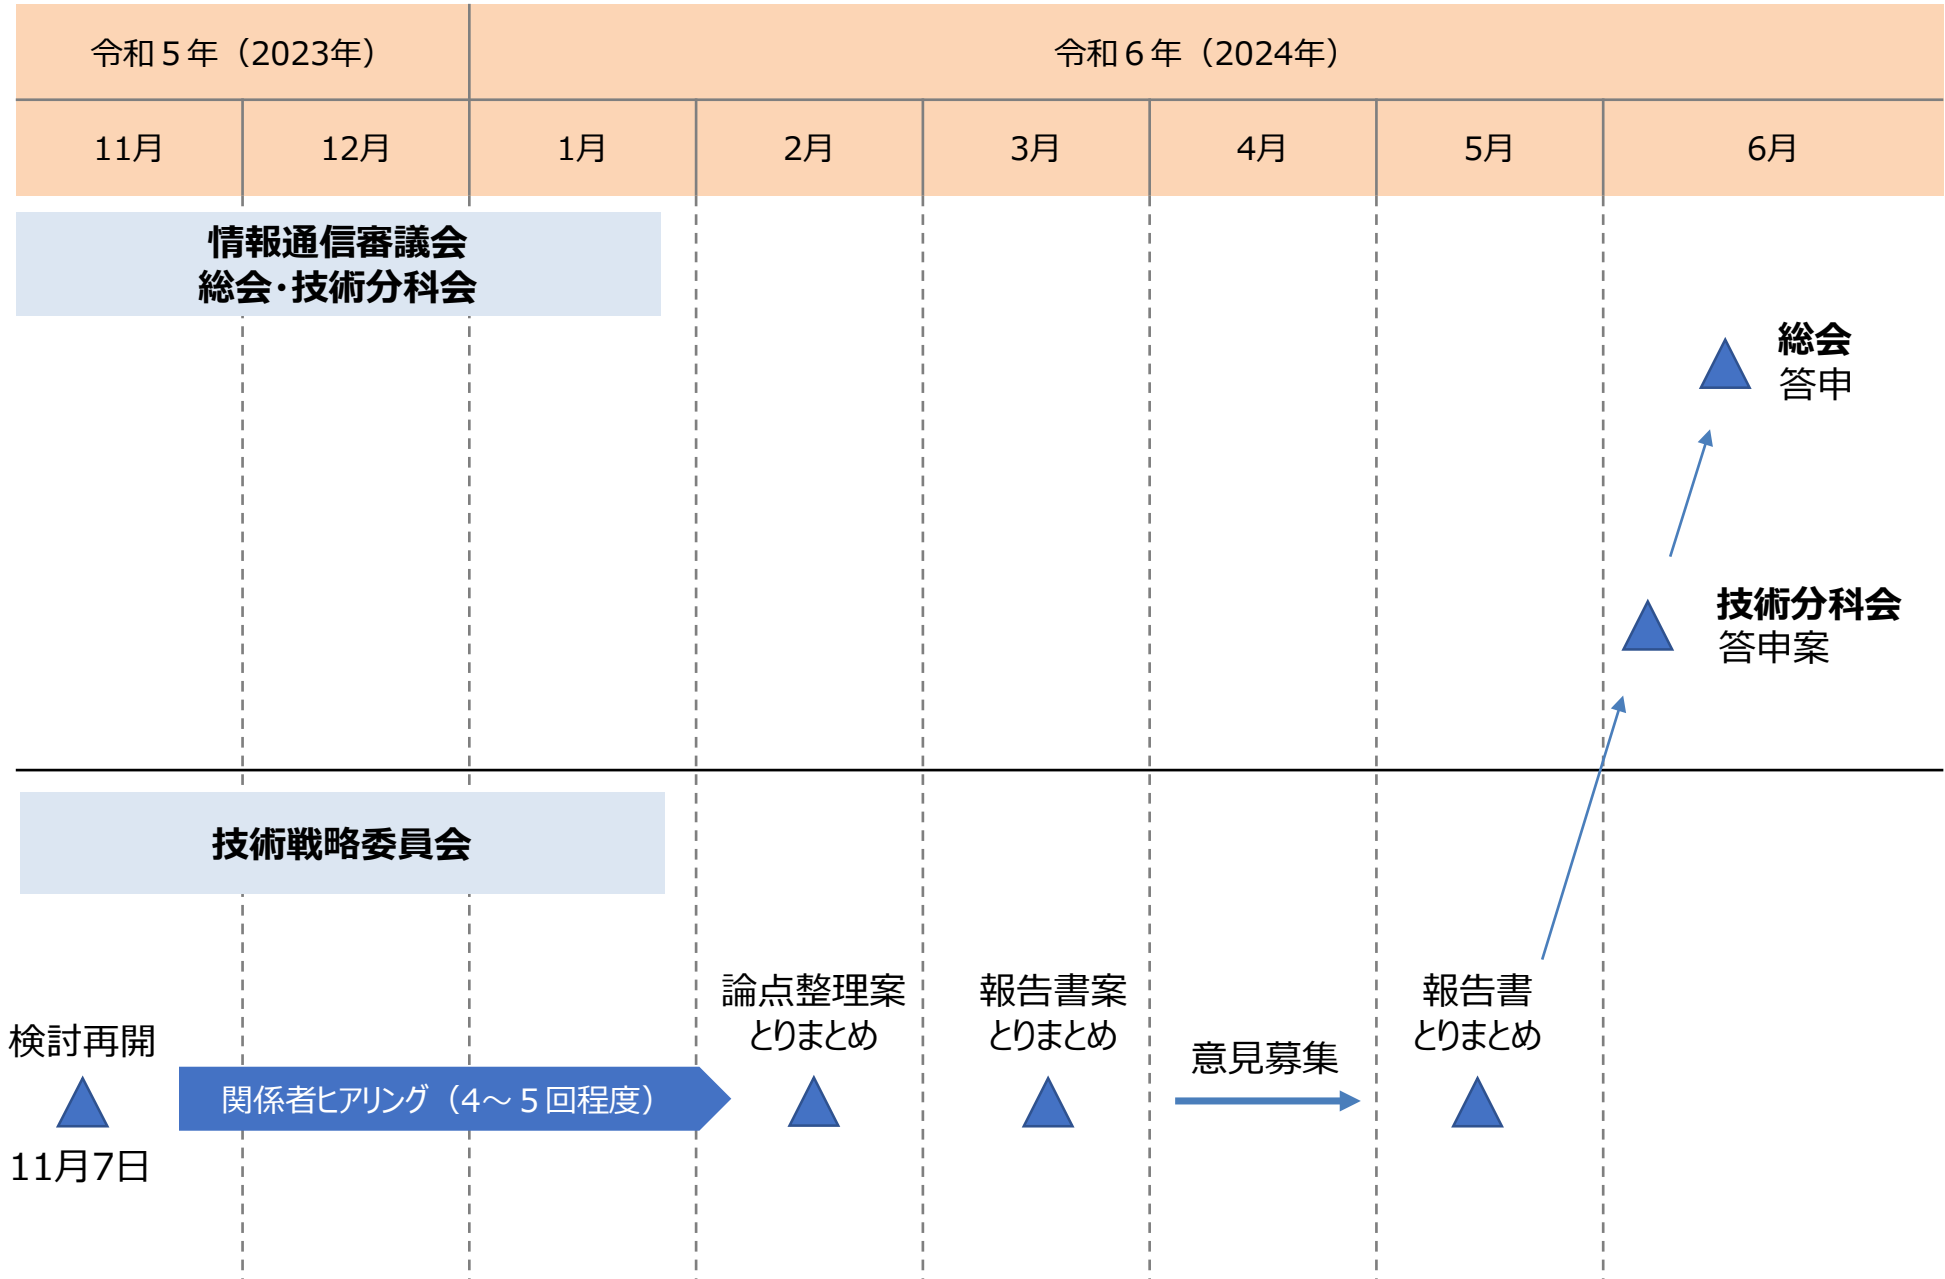 令和５年（2023年）
令和６年（2024年）
11月
12月
1月
2月
3月
4月
5月
6月
情報通信審議会
総会・技術分科会
総会
答申
技術分科会
答申案
技術戦略委員会
検討再開
11月7日
関係者ヒアリング（4～５回程度）
論点整理案
とりまとめ
報告書案
とりまとめ
意見募集
報告書
とりまとめ